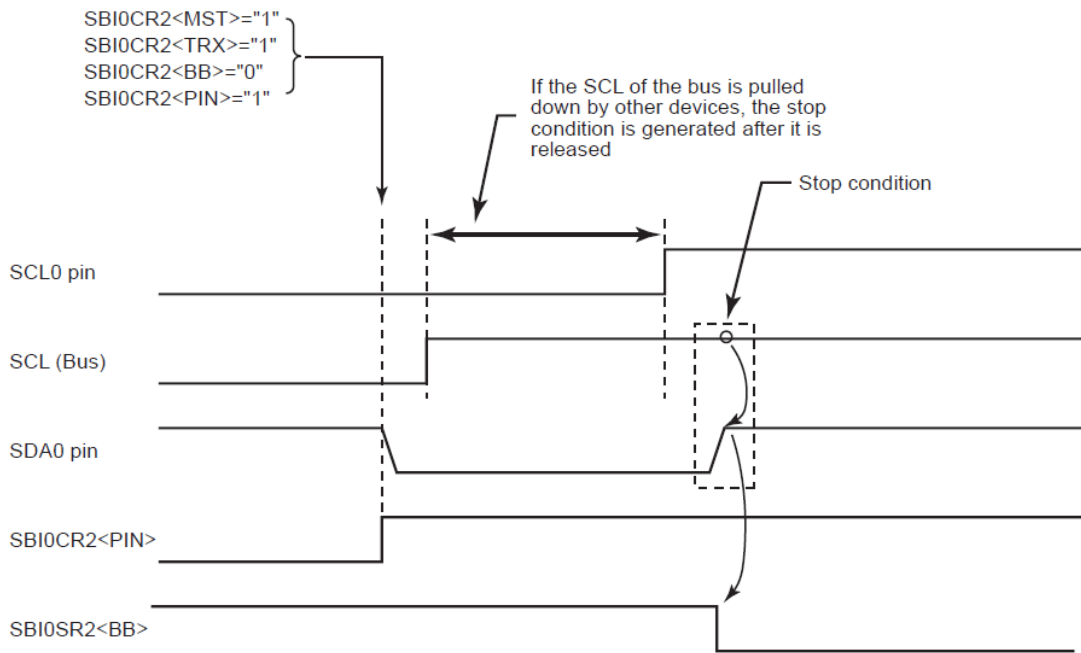 SBI0CR2<MST>="1"
SBI0CR2<TRX>="1"
SBI0CR2<BB>="0"
SBI0CR2<PIN>="1"
If the SCL of the bus is pulled
down by other devices, the stop
condition is generated after it is
released
Stop condition
SCL0 pin
SCL (Bus)
SDA0 pin
SBI0CR2<PIN>
SBI0SR2<BB>